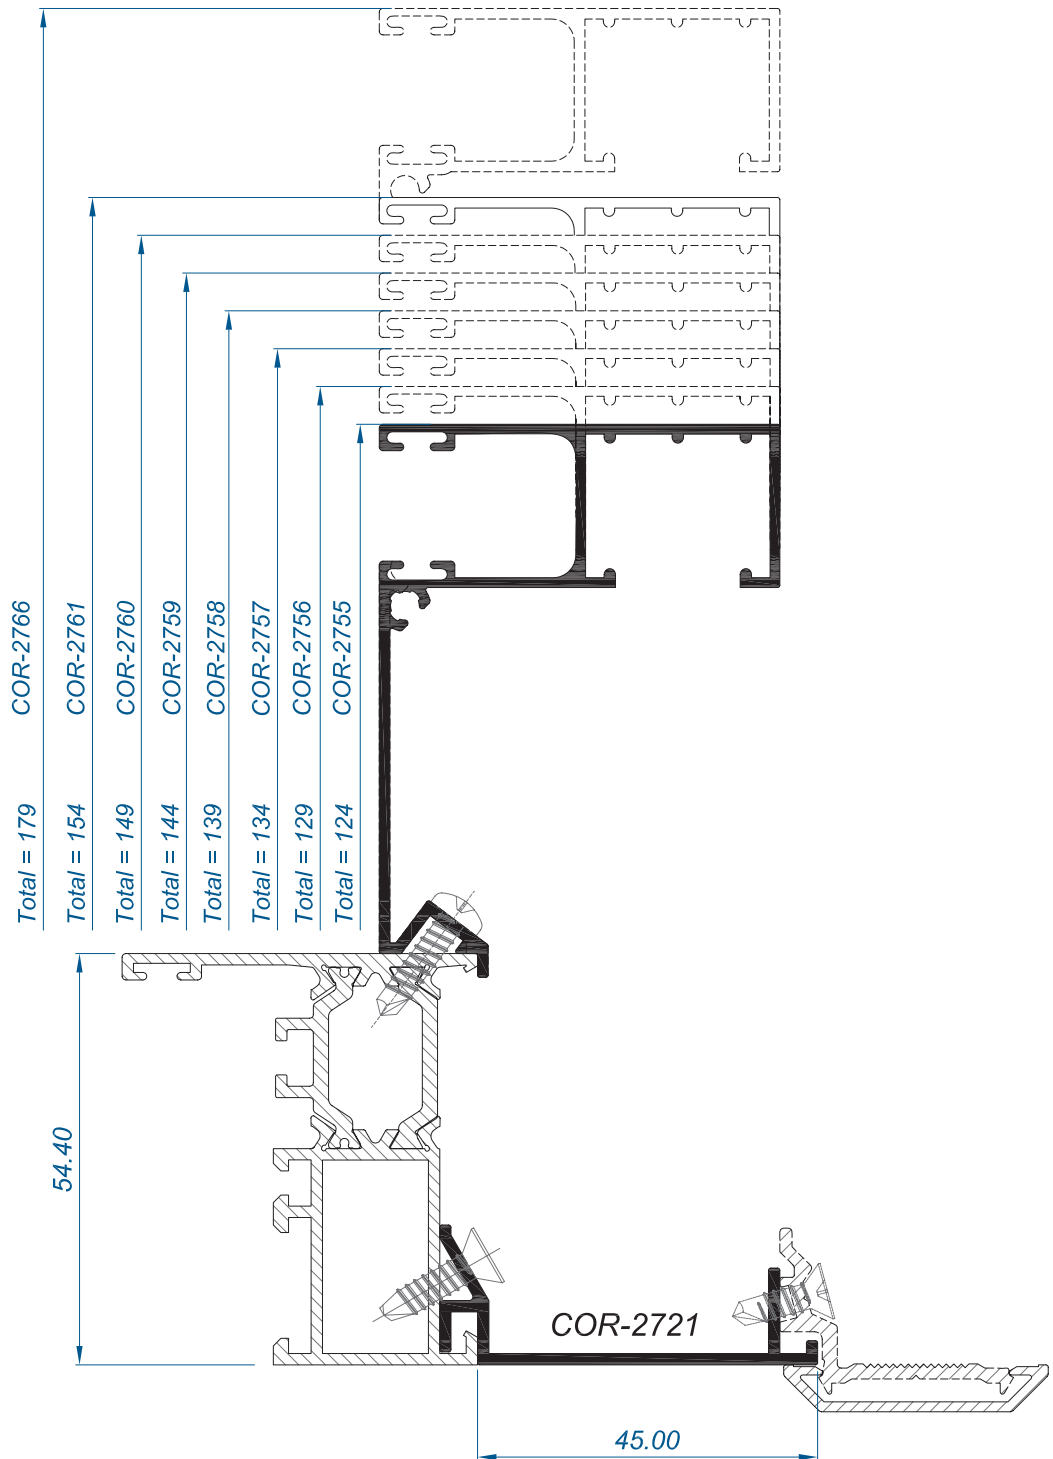 Total = 179 COR-2766
Total = 154 COR-2761
Total = 149 COR-2760
Total = 144 COR-2759
Total = 139 COR-2758
Total = 134 COR-2757
Total = 129 COR-2756
Total = 124 COR-2755
54.40
COR-2721
45.00